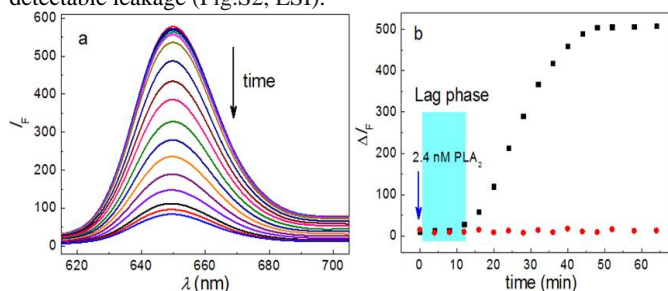 detectable leakage (Fig.S2, ESI).
a
b
600
500
400
300
200
100
0
I_F
time
620 640 660 680 700
λ (nm)
500
400
300
200
100
0
ΔI_F
Lag phase
2.4 nM PLA₂
0 10 20 30 40 50 60
time (min)